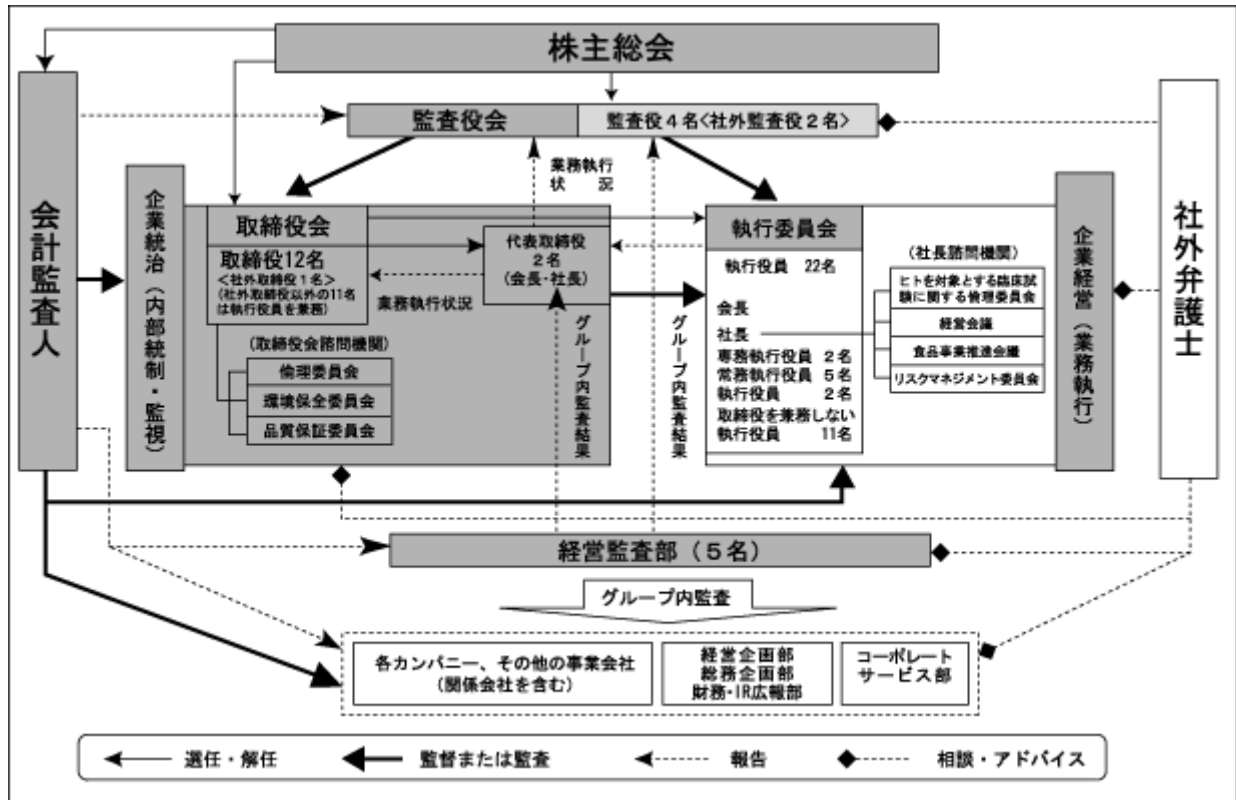 株主総会
監査役会
監査役4名<社外監査役2名>
会計監査人
企業統治(内部統制・監視)
取締役会
取締役12名
<社外取締役1名>
(社外取締役以外の11名
は執行役員を兼務)
(取締役会諮問機関)
倫理委員会
環境保全委員会
品質保証委員会
業務執行
状 況
代表取締役
2名
(会長・社長)
業務執行状況
グループ内監査結果
グループ内監査結果
執行委員会
執行役員 22名
会長
社長
専務執行役員 2名
常務執行役員 5名
執行役員 2名
取締役を兼務しない
執行役員 11名
(社長諮問機関)
ヒトを対象とする臨床試
験に関する倫理委員会
経営会議
食品事業推進会議
リスクマネジメント委員会
企業経営(業務執行)
社外弁護士
経営監査部(5名)
グループ内監査
各カンパニー、その他の事業会社
(関係会社を含む)
経営企画部
総務企画部
財務・IR広報部
コーポレート
サービス部
選任・解任
監督または監査
報告
相談・アドバイス